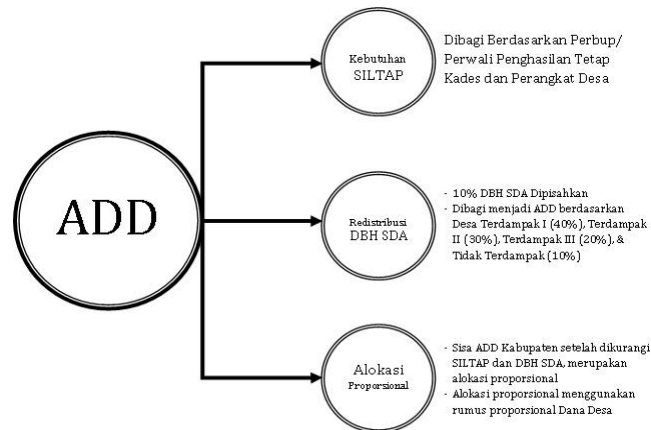 ADD
Kebutuhan
SILTAP
Dibagi Berdasarkan Perbup/
Perwali Penghasilan Tetap
Kades dan Perangkat Desa
Redistribusi
DBH SDA
- 10% DBH SDA Dipisahkan
- Dibagi menjadi ADD berdasarkan
Desa Terdampak I (40%), Terdampak
II (30%), Terdampak III (20%), &
Tidak Terdampak (10%)
Alokasi
Proporsional
- Sisa ADD Kabupaten setelah dikurangi
SILTAP dan DBH SDA, merupakan
alokasi proporsional
- Alokasi proporsional menggunakan
rumus proporsional Dana Desa